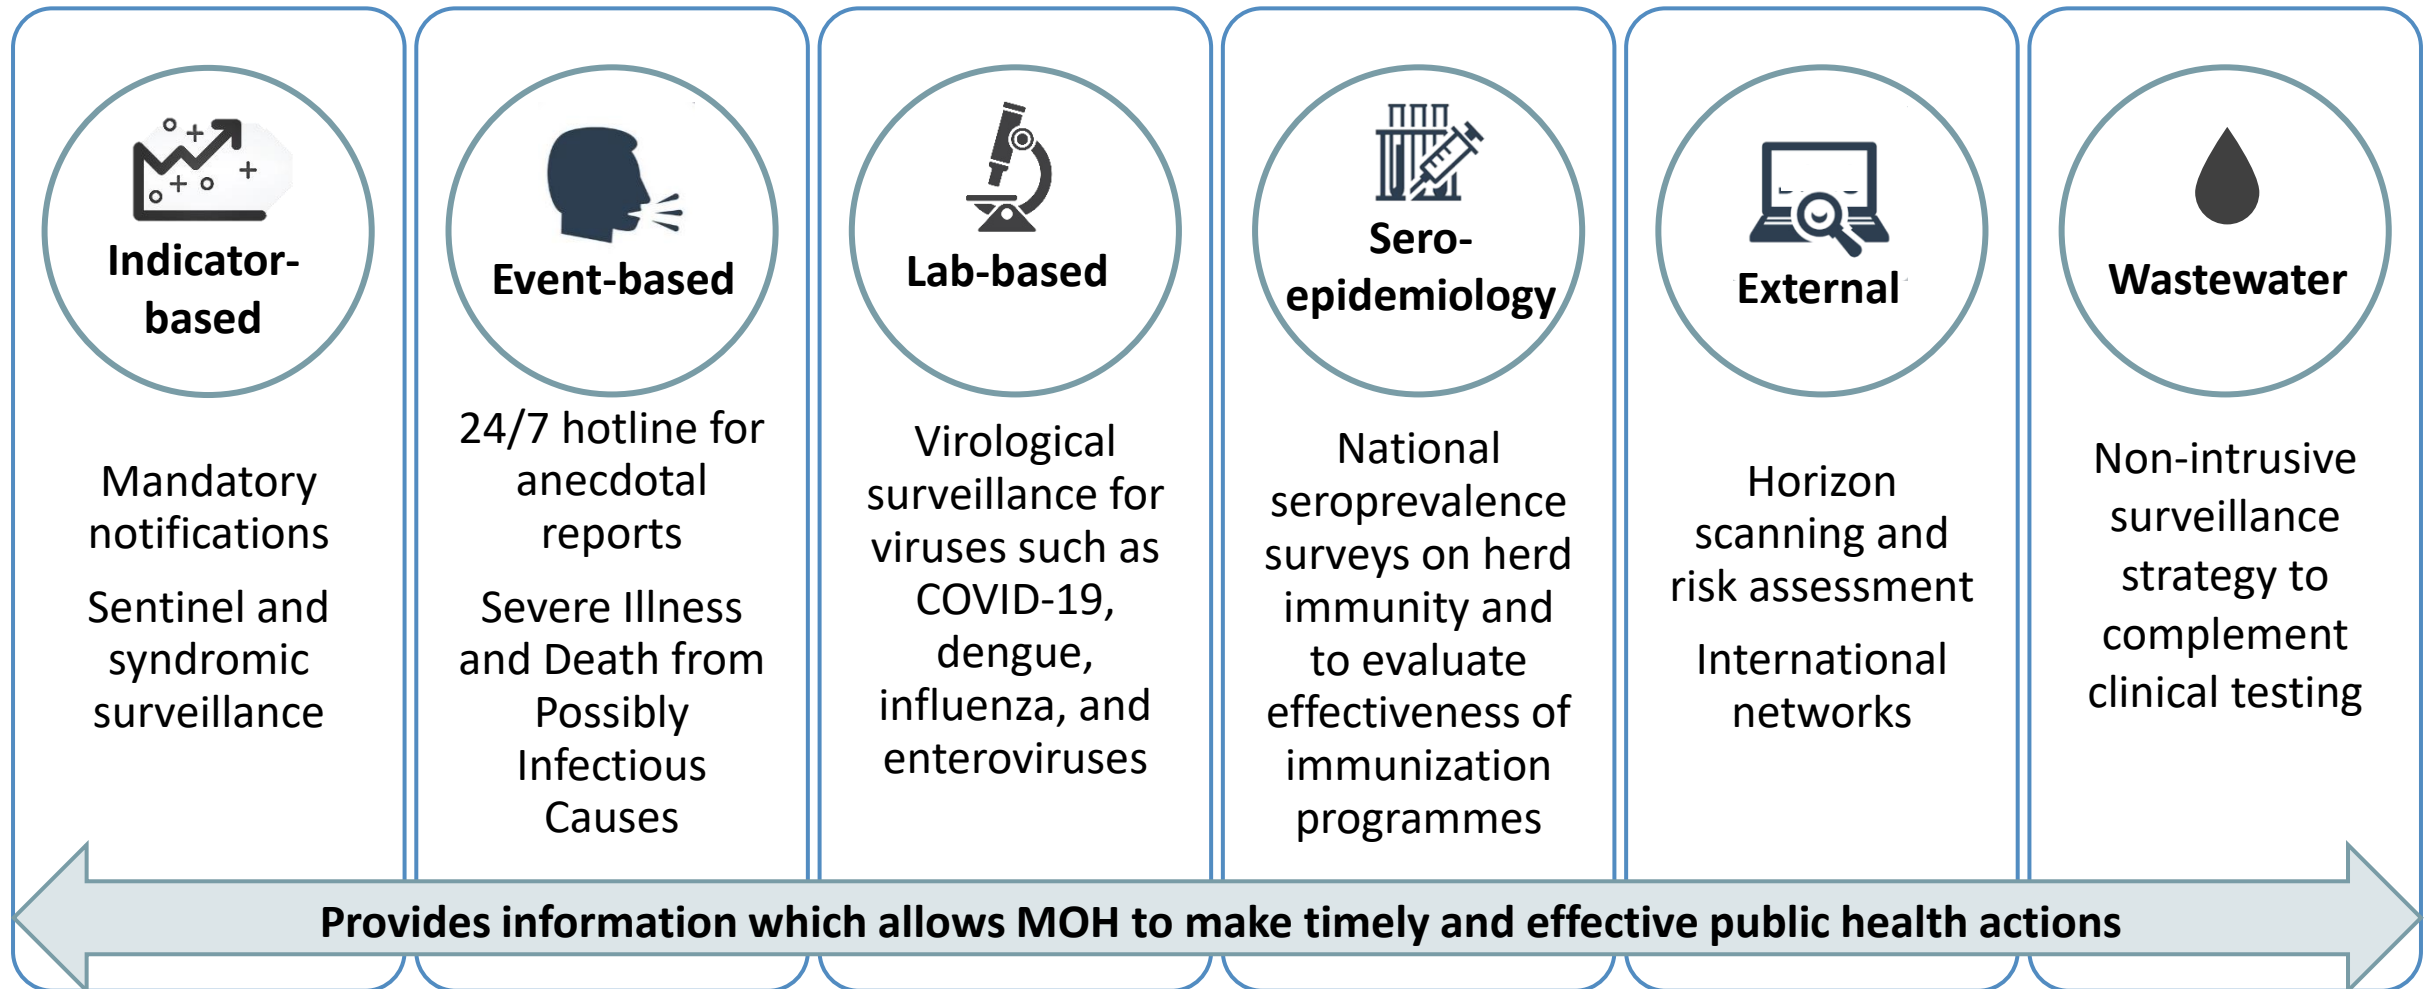 Indicator-
based
Mandatory
notifications
Sentinel and
syndromic
surveillance
Event-based
24/7 hotline for
anecdotal
reports
Severe Illness
and Death from
Possibly
Infectious
Causes
Lab-based
Virological
surveillance for
viruses such as
COVID-19,
dengue,
influenza, and
enteroviruses
Sero-
epidemiology
National
seroprevalence
surveys on herd
immunity and
to evaluate
effectiveness of
immunization
programmes
External
Horizon
scanning and
risk assessment
International
networks
Wastewater
Non-intrusive
surveillance
strategy to
complement
clinical testing
Provides information which allows MOH to make timely and effective public health actions